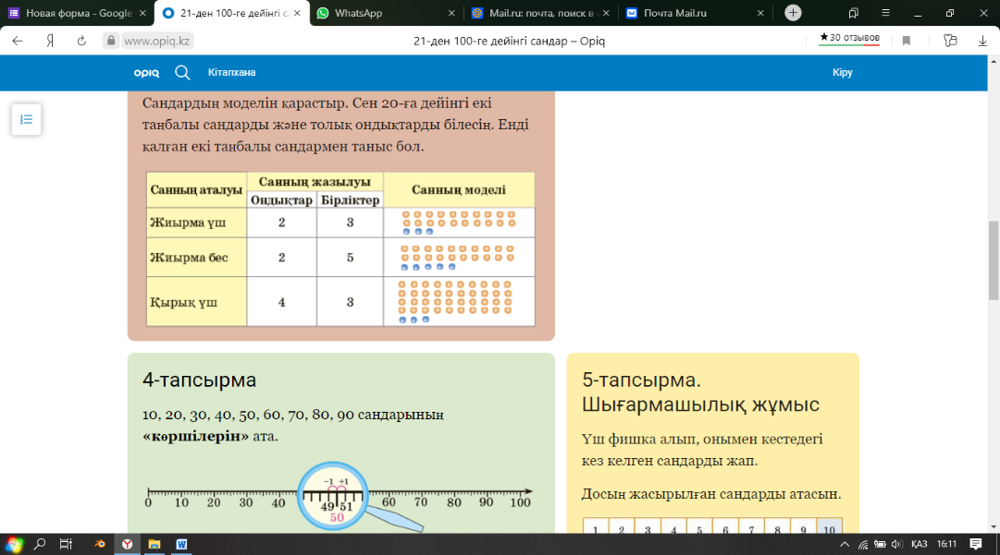 Новая форма - Google
21-ден 100-ге дейінгі са
WhatsApp
Mail.ru: почта, поиск в
Почта Mail.ru
www.opiq.kz
21-ден 100-ге дейінгі сандар – Opiq
★30 отзывов
opiq
Кітапхана
Кіру
Сандардың моделін қарастыр. Сен 20-ға дейінгі екі
таңбалы сандарды және толық ондықтарды білесің. Енді
қалған екі таңбалы сандармен таныс бол.
Санның аталуы Санның жазылуы Санның моделі
Ондықтар Бірліктер
Жиырма үш 2 3
Жиырма бес 2 5
Қырық үш 4 3
4-тапсырма
10, 20, 30, 40, 50, 60, 70, 80, 90 сандарының
«көршілерін» ата.
−1 +1
49 51
0 10 20 30 40 50 60 70 80 90 100
5-тапсырма.
Шығармашылық жұмыс
Үш фишка алып, онымен кестедегі
кез келген сандарды жап.
Досың жасырылған сандарды атасын.
1 2 3 4 5 6 7 8 9 10
ҚАЗ 16:11